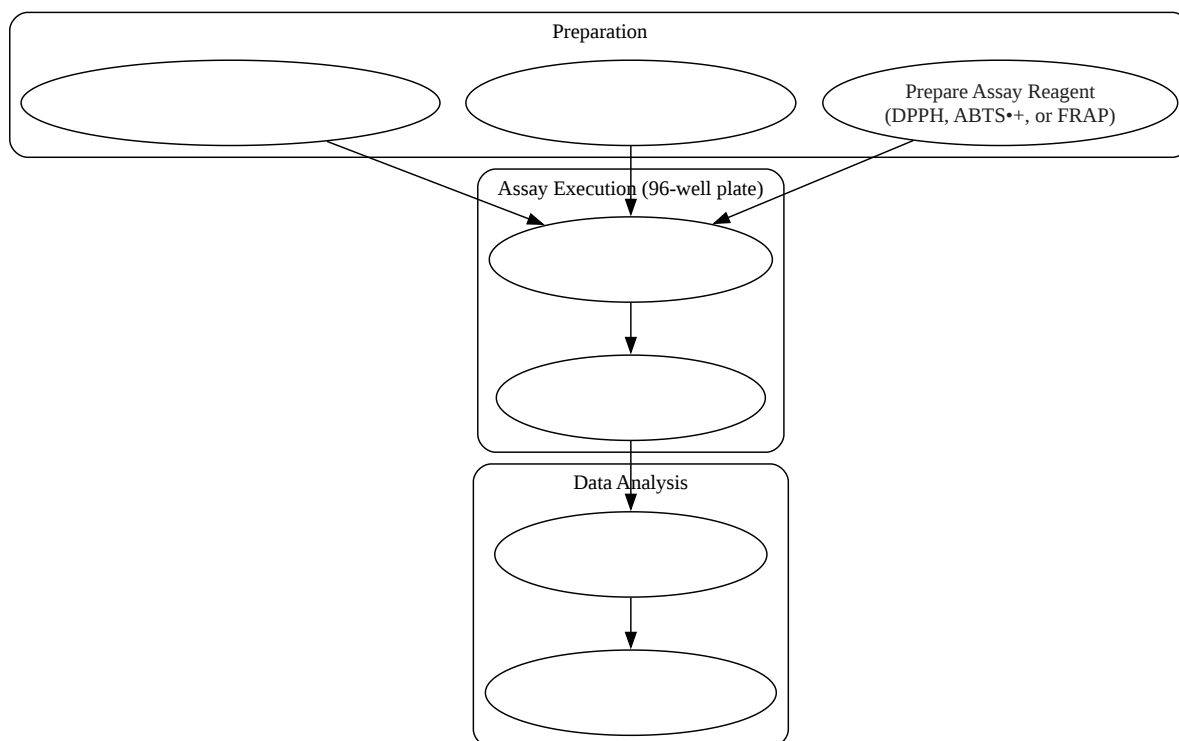 Preparation
Prepare Assay Reagent
(DPPH, ABTS•+, or FRAP)
Assay Execution (96-well plate)
Data Analysis